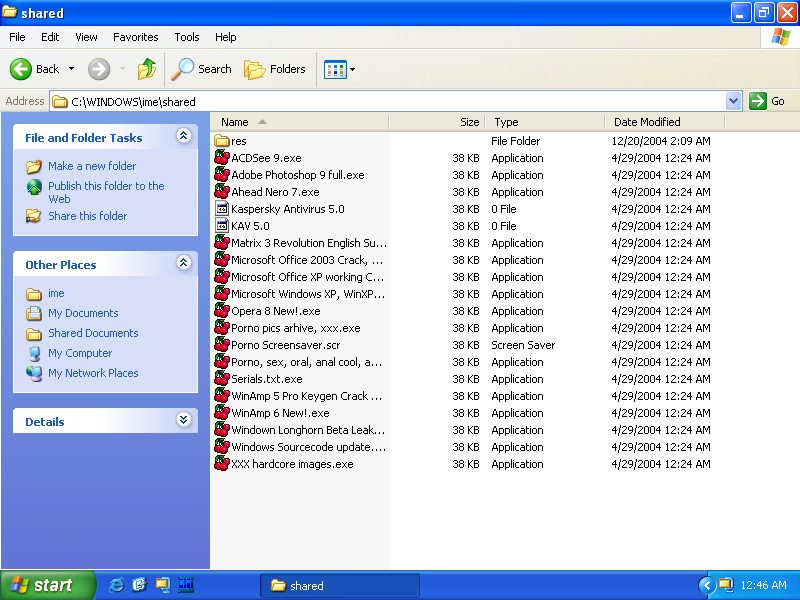 shared
File Edit View Favorites Tools Help
Back Search Folders
Address C:\WINDOWS\ime\shared Go
File and Folder Tasks
Make a new folder
Publish this folder to the
Web
Share this folder
Other Places
ime
My Documents
Shared Documents
My Computer
My Network Places
Details
Name Size Type Date Modified
res File Folder 12/20/2004 2:09 AM
ACDSee 9.exe 38 KB Application 4/29/2004 12:24 AM
Adobe Photoshop 9 full.exe 38 KB Application 4/29/2004 12:24 AM
Ahead Nero 7.exe 38 KB Application 4/29/2004 12:24 AM
Kaspersky Antivirus 5.0 38 KB 0 File 4/29/2004 12:24 AM
KAV 5.0 38 KB 0 File 4/29/2004 12:24 AM
Matrix 3 Revolution English Su... 38 KB Application 4/29/2004 12:24 AM
Microsoft Office 2003 Crack, ... 38 KB Application 4/29/2004 12:24 AM
Microsoft Office XP working C... 38 KB Application 4/29/2004 12:24 AM
Microsoft Windows XP, WinXP... 38 KB Application 4/29/2004 12:24 AM
Opera 8 New!.exe 38 KB Application 4/29/2004 12:24 AM
Porno pics arhive, xxx.exe 38 KB Application 4/29/2004 12:24 AM
Porno Screensaver.scr 38 KB Screen Saver 4/29/2004 12:24 AM
Porno, sex, oral, anal cool, a... 38 KB Application 4/29/2004 12:24 AM
Serials.txt.exe 38 KB Application 4/29/2004 12:24 AM
WinAmp 5 Pro Keygen Crack ... 38 KB Application 4/29/2004 12:24 AM
WinAmp 6 New!.exe 38 KB Application 4/29/2004 12:24 AM
Windown Longhorn Beta Leak... 38 KB Application 4/29/2004 12:24 AM
Windows Sourcecode update.... 38 KB Application 4/29/2004 12:24 AM
XXX hardcore images.exe 38 KB Application 4/29/2004 12:24 AM
start shared 12:46 AM